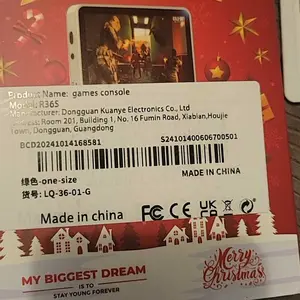 Product Name: games console
Model: R36S
Manufacturer: Dongguan Kuanye Electronics Co., Ltd
Address: Room 201, Building 1, No. 16 Fumin Road, Xiabian, Houjie
Town, Dongguan, Guangdong
BCD20241014168581 S24101400606700501
绿色-one-size
货号: LQ-36-01-G
Made in china
Made in china FC CE UK CA
Merry
Christmas
MY BIGGEST DREAM
IS TO
STAY YOUNG FOREVER